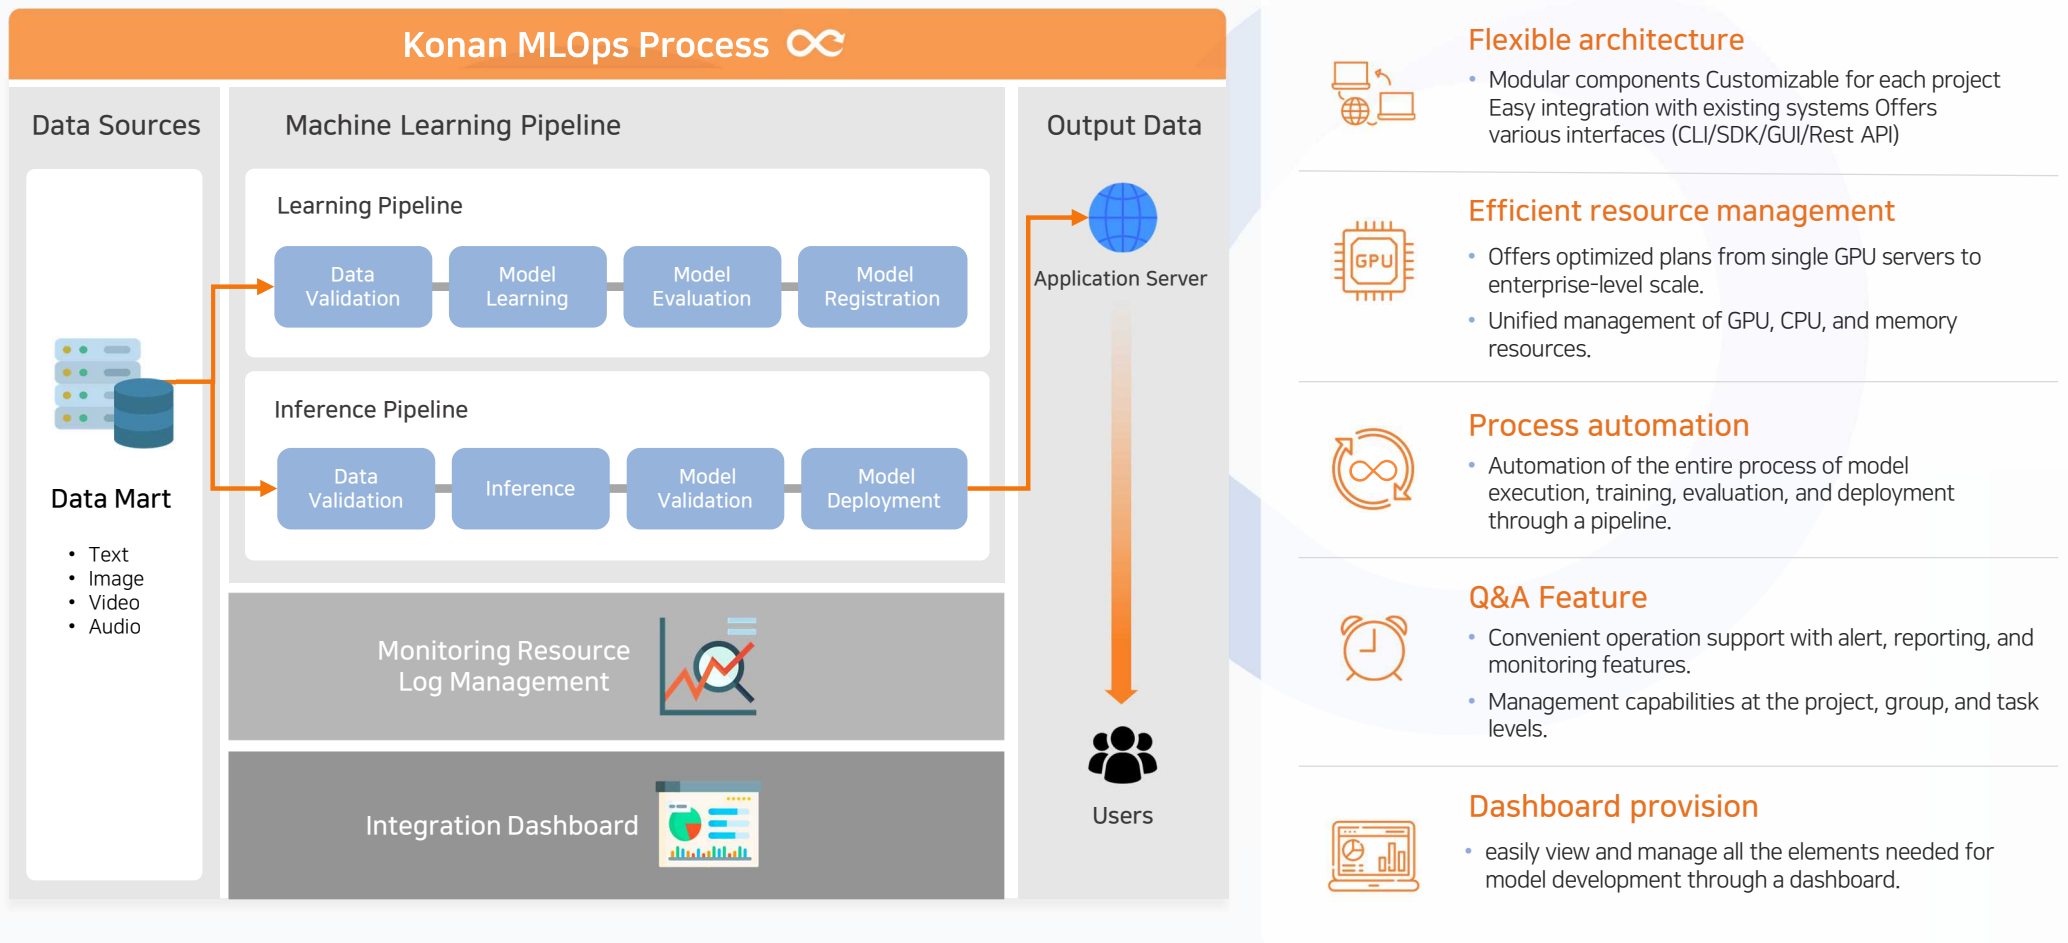 Konan MLOps Process
Data Sources
Data Mart
• Text
• Image
• Video
• Audio
Machine Learning Pipeline
Learning Pipeline
Data
Validation
Model
Learning
Model
Evaluation
Model
Registration
Inference Pipeline
Data
Validation
Inference
Model
Validation
Model
Deployment
Monitoring Resource
Log Management
Integration Dashboard
Output Data
Application Server
Users
Flexible architecture
• Modular components Customizable for each project
Easy integration with existing systems Offers
various interfaces (CLI/SDK/GUI/Rest API)
GPU
Efficient resource management
• Offers optimized plans from single GPU servers to
enterprise-level scale.
• Unified management of GPU, CPU, and memory
resources.
Process automation
• Automation of the entire process of model
execution, training, evaluation, and deployment
through a pipeline.
Q&A Feature
• Convenient operation support with alert, reporting, and
monitoring features.
• Management capabilities at the project, group, and task
levels.
Dashboard provision
• easily view and manage all the elements needed for
model development through a dashboard.